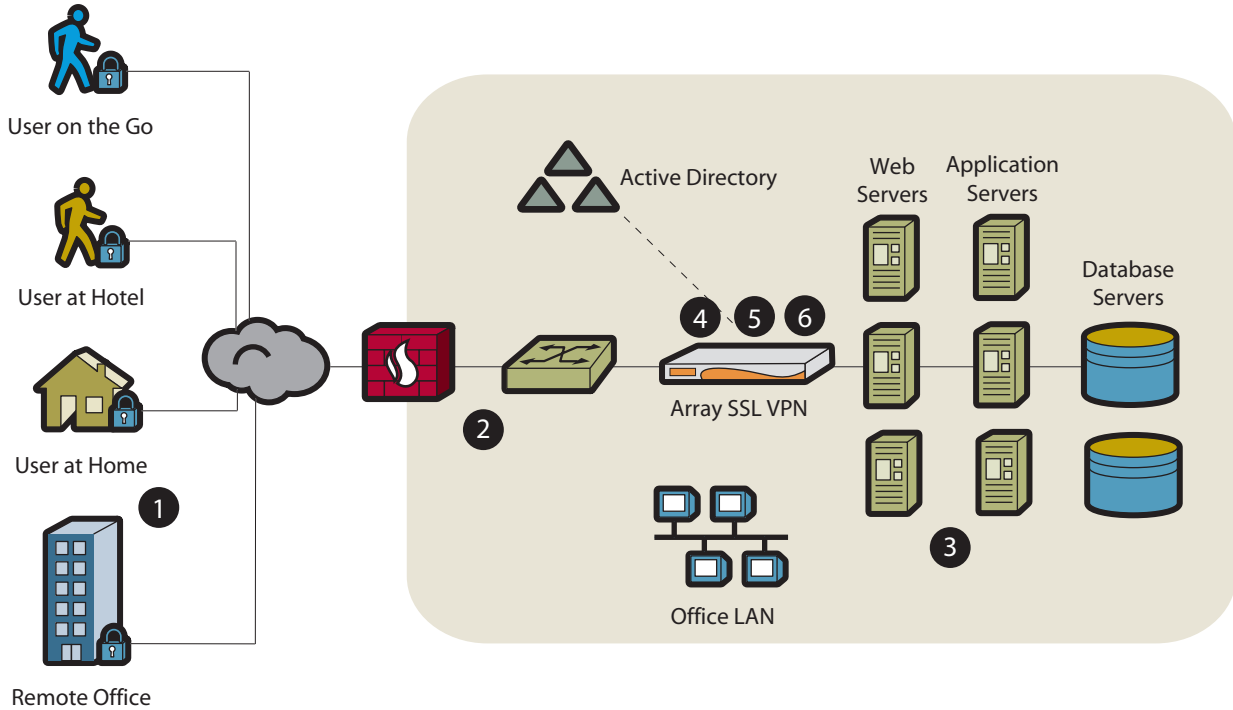 User on the Go
User at Hotel
User at Home
1
Remote Office
Active Directory
2
4
5
6
Array SSL VPN
Office LAN
Web
Servers
Application
Servers
Database
Servers
3